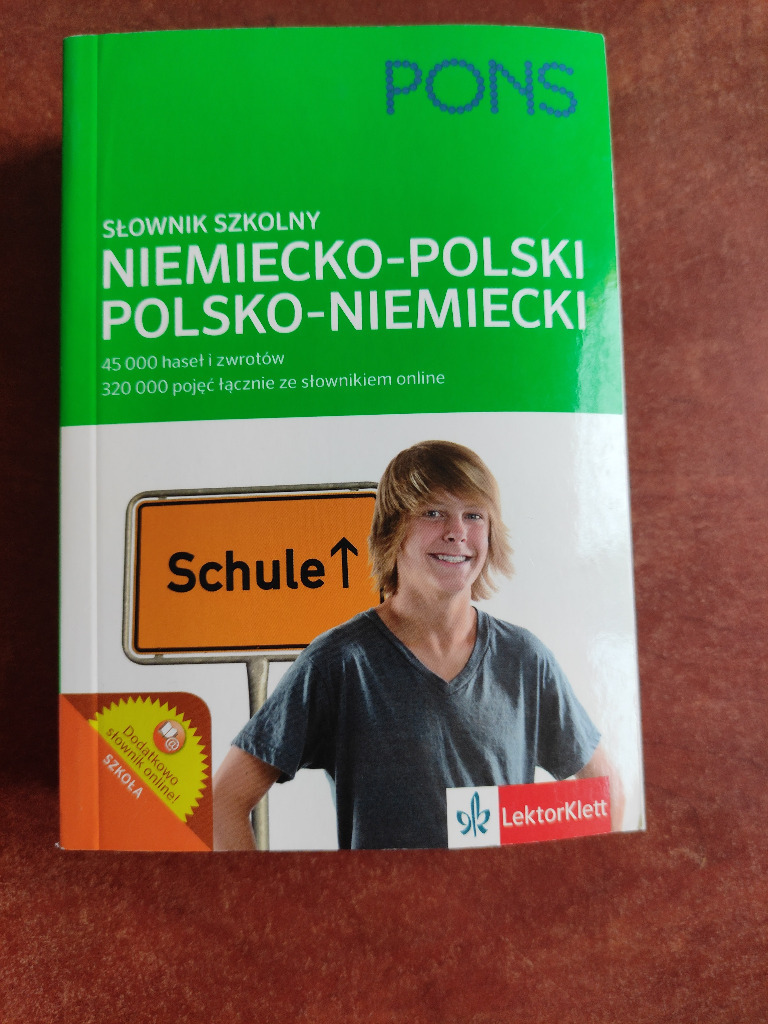 PONS
SŁOWNIK SZKOLNY
NIEMIECKO-POLSKI
POLSKO-NIEMIECKI
45 000 haseł i zwrotów
320 000 pojęć łącznie ze słownikiem online
Schule↑
Dodatkowo
słownik online!
SZKOŁA
LektorKlett